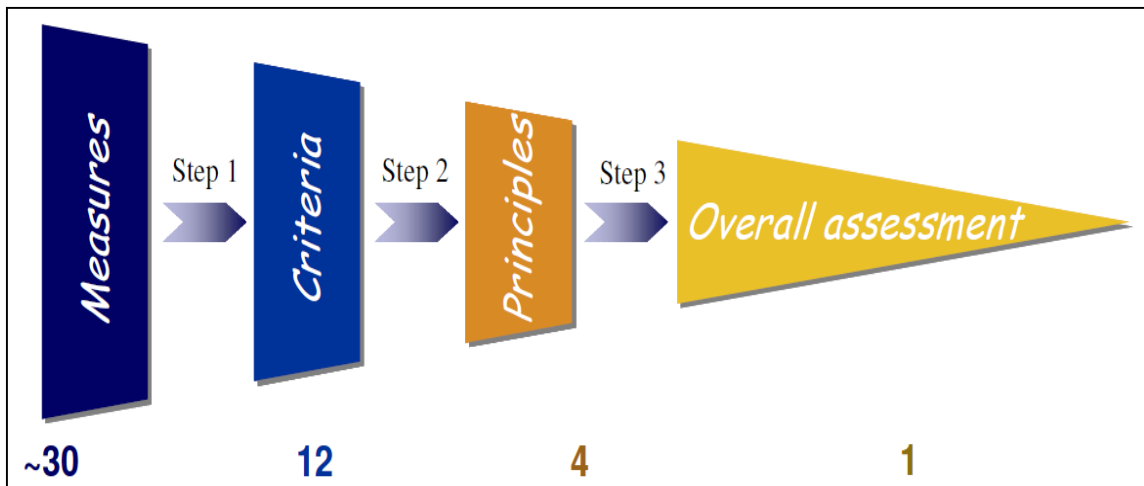 Measures
Step 1
Criteria
Step 2
Principles
Step 3
Overall assessment
~30
12
4
1